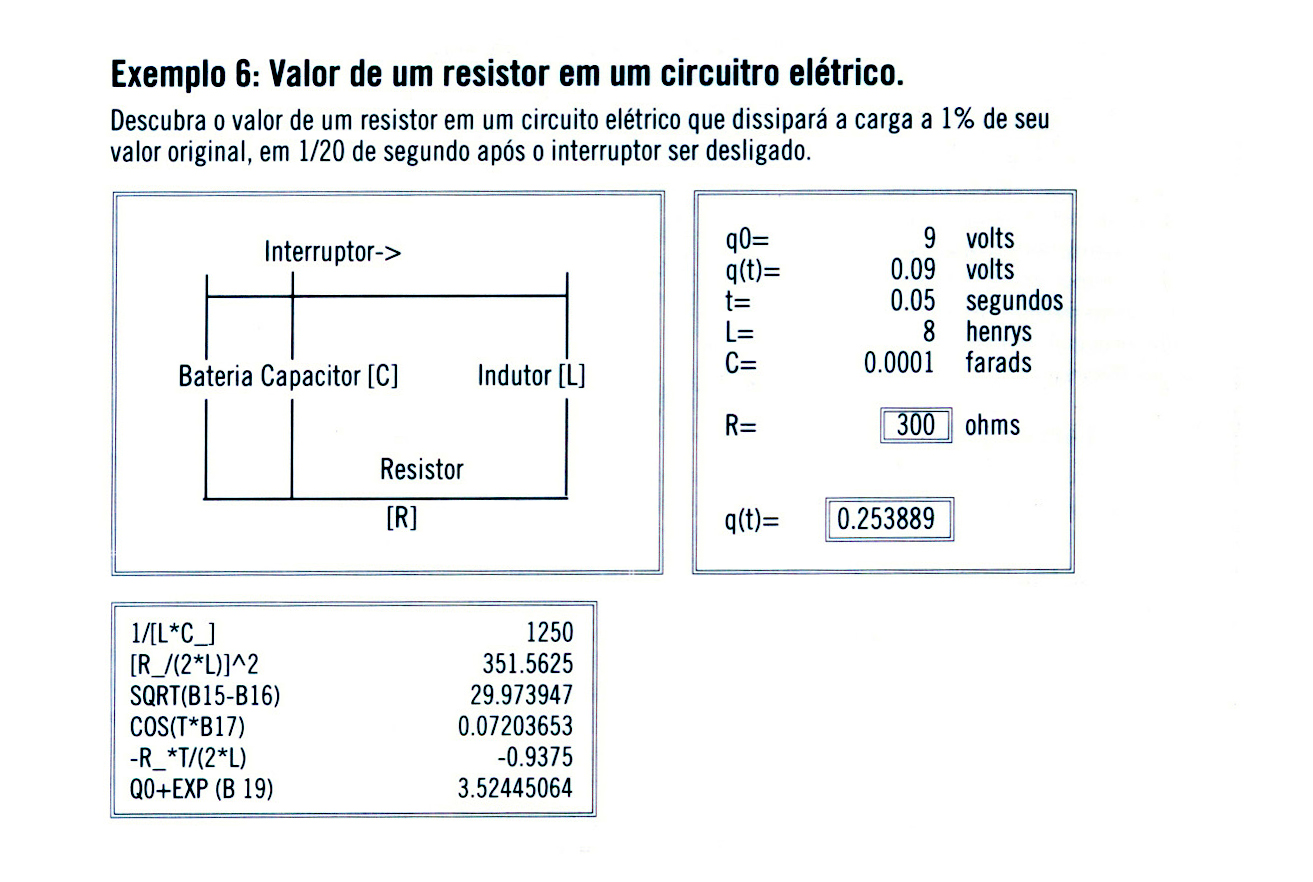 Exemplo 6: Valor de um resistor em um circuitro elétrico.
Descubra o valor de um resistor em um circuito elétrico que dissipará a carga a 1% de seu
valor original, em 1/20 de segundo após o interruptor ser desligado.
Interruptor->
Bateria Capacitor [C] Indutor [L]
Resistor
[R]
q0= 9 volts
q(t)= 0.09 volts
t= 0.05 segundos
L= 8 henrys
C= 0.0001 farads
R= 300 ohms
q(t)= 0.253889
1/[L*C_] 1250
[R_/(2*L)]^2 351.5625
SQRT(B15-B16) 29.973947
COS(T*B17) 0.07203653
-R_*T/(2*L) -0.9375
Q0+EXP (B 19) 3.52445064